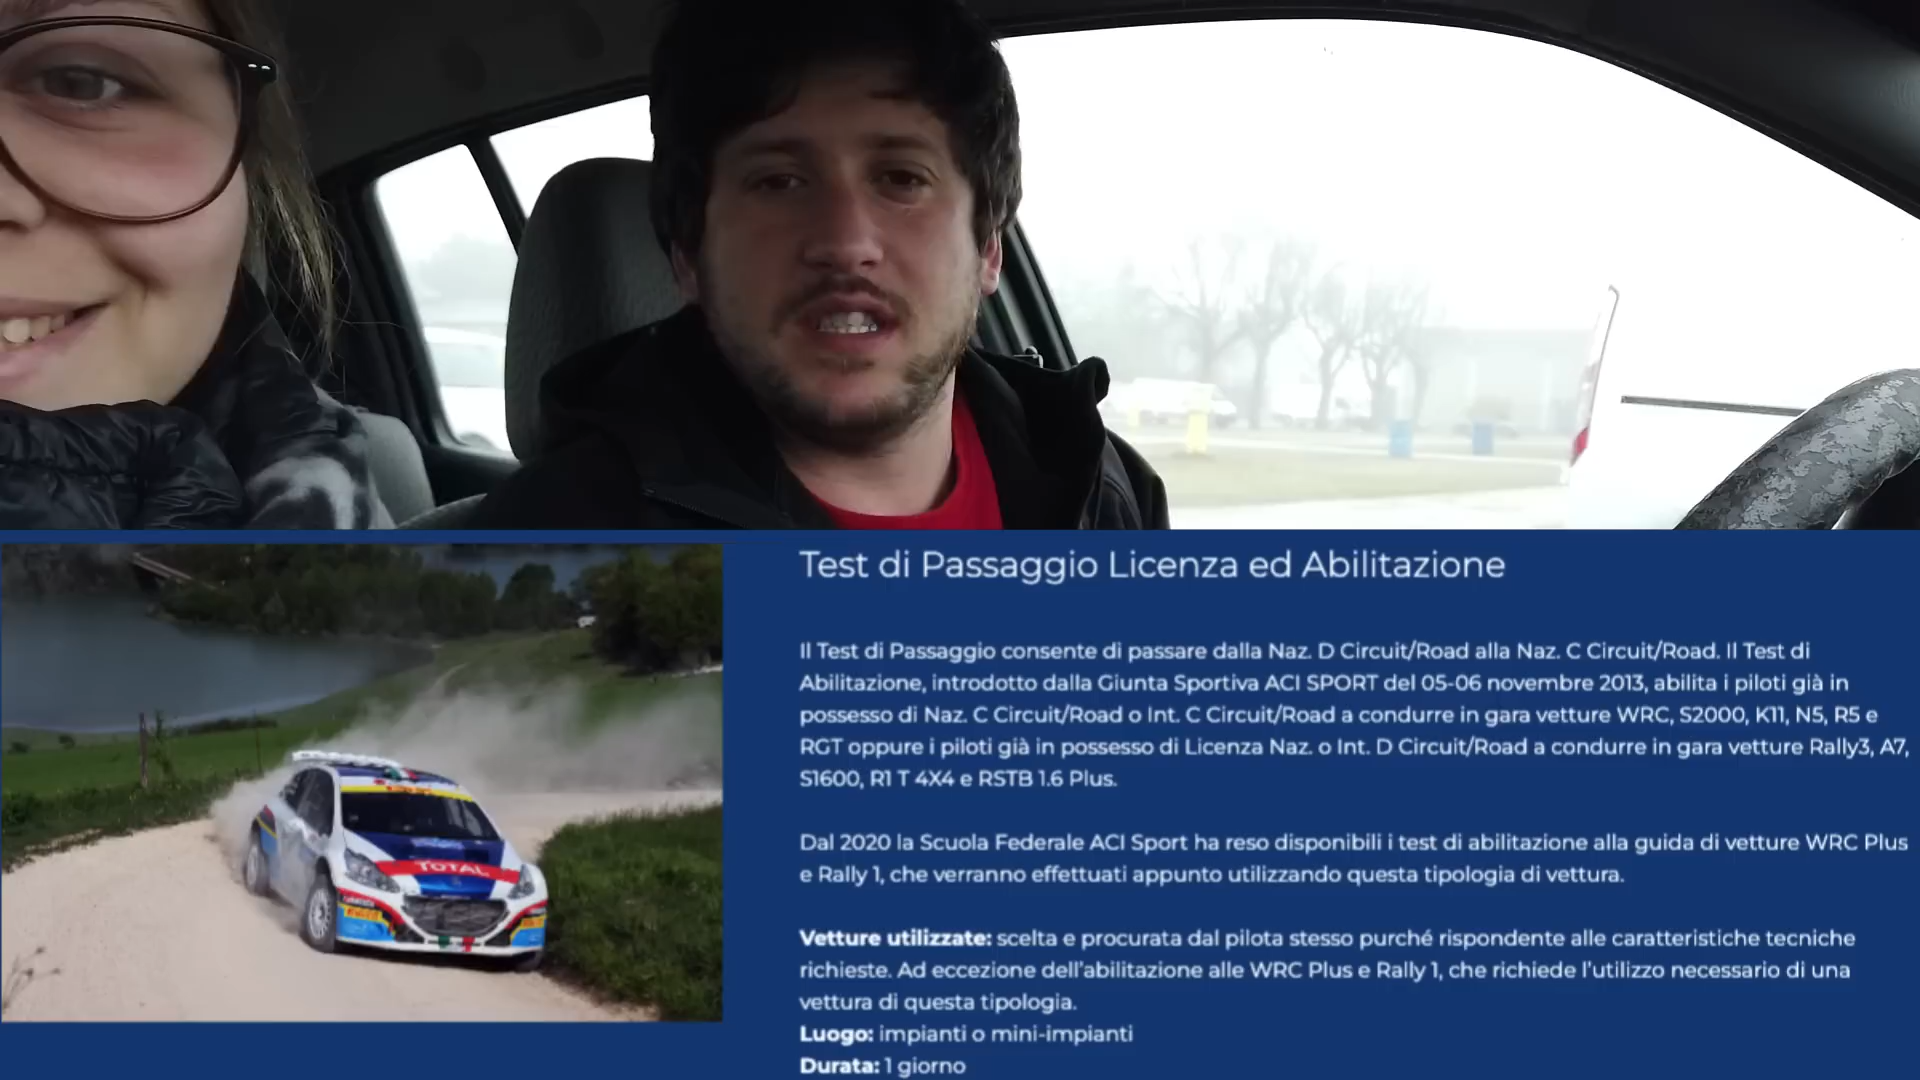 Test di Passaggio Licenza ed Abilitazione
Il Test di Passaggio consente di passare dalla Naz. D Circuit/Road alla Naz. C Circuit/Road. Il Test di
Abilitazione, introdotto dalla Giunta Sportiva ACI SPORT del 05-06 novembre 2013, abilita i piloti già in
possesso di Naz. C Circuit/Road o Int. C Circuit/Road a condurre in gara vetture WRC, S2000, K11, N5, R5 e
RGT oppure i piloti già in possesso di Licenza Naz. o Int. D Circuit/Road a condurre in gara vetture Rally3, A7,
S1600, R1 T 4X4 e RSTB 1.6 Plus.
Dal 2020 la Scuola Federale ACI Sport ha reso disponibili i test di abilitazione alla guida di vetture WRC Plus
e Rally 1, che verranno effettuati appunto utilizzando questa tipologia di vettura.
Vetture utilizzate: scelta e procurata dal pilota stesso purché rispondente alle caratteristiche tecniche
richieste. Ad eccezione dell'abilitazione alle WRC Plus e Rally 1, che richiede l'utilizzo necessario di una
vettura di questa tipologia.
Luogo: impianti o mini-impianti
Durata: 1 giorno
TOTAL